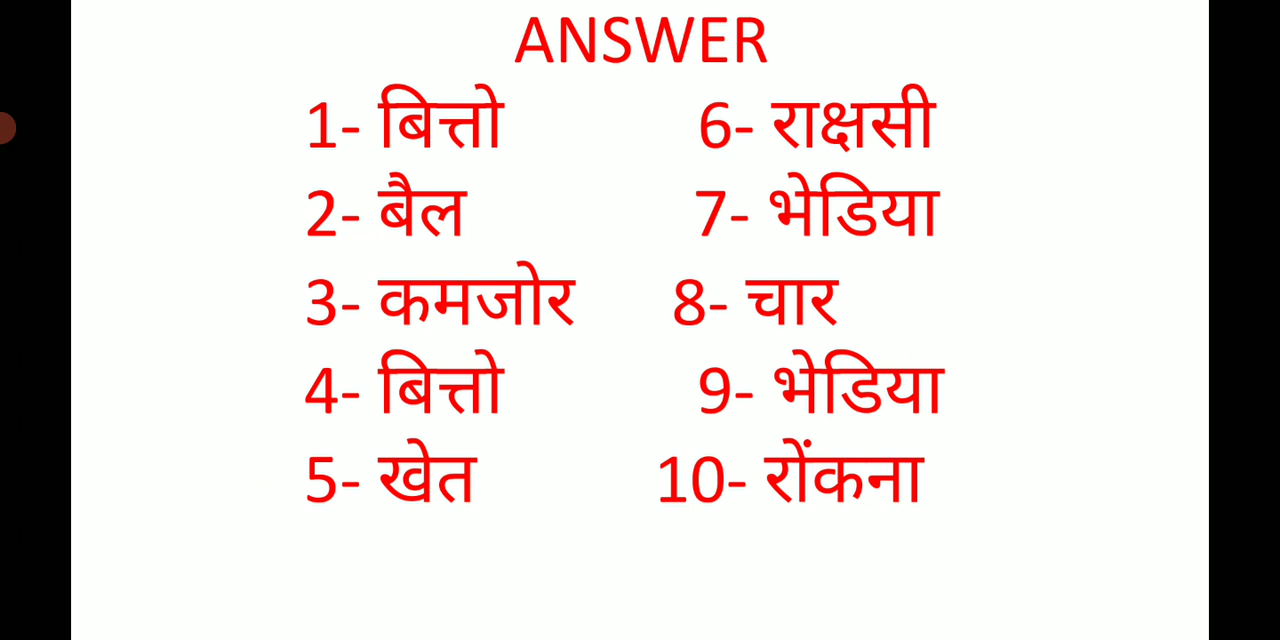 ANSWER
1- बित्तो 6- राक्षसी
2- बैल 7- भेडिया
3- कमजोर 8- चार
4- बित्तो 9- भेडिया
5- खेत 10- रोंकना